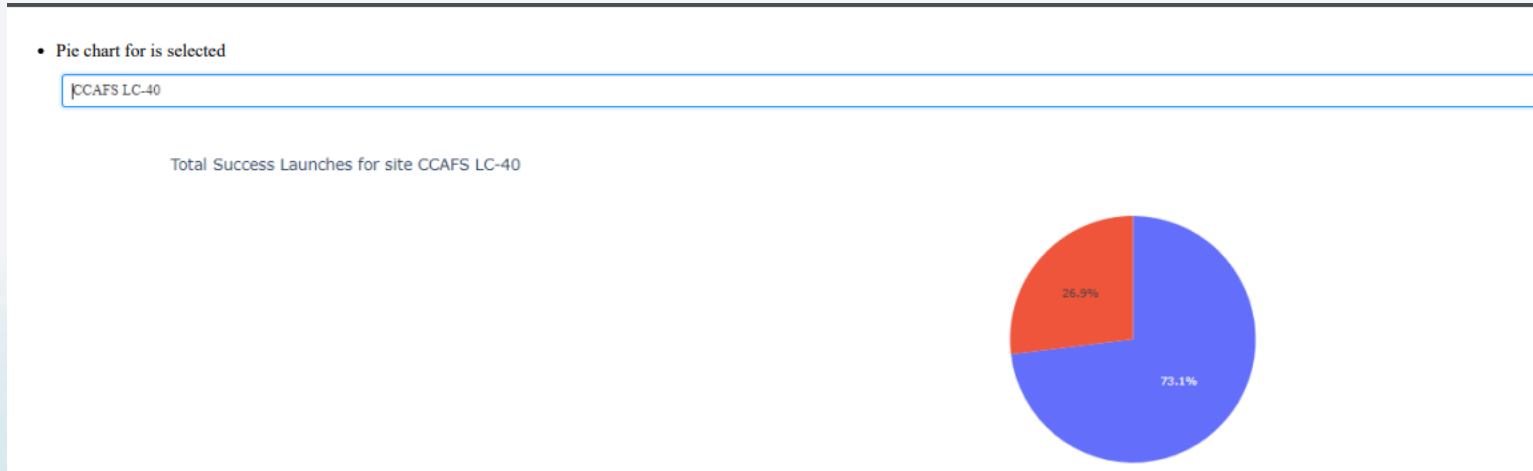 • Pie chart for is selected
CCAFS LC-40
Total Success Launches for site CCAFS LC-40
26.9%
73.1%